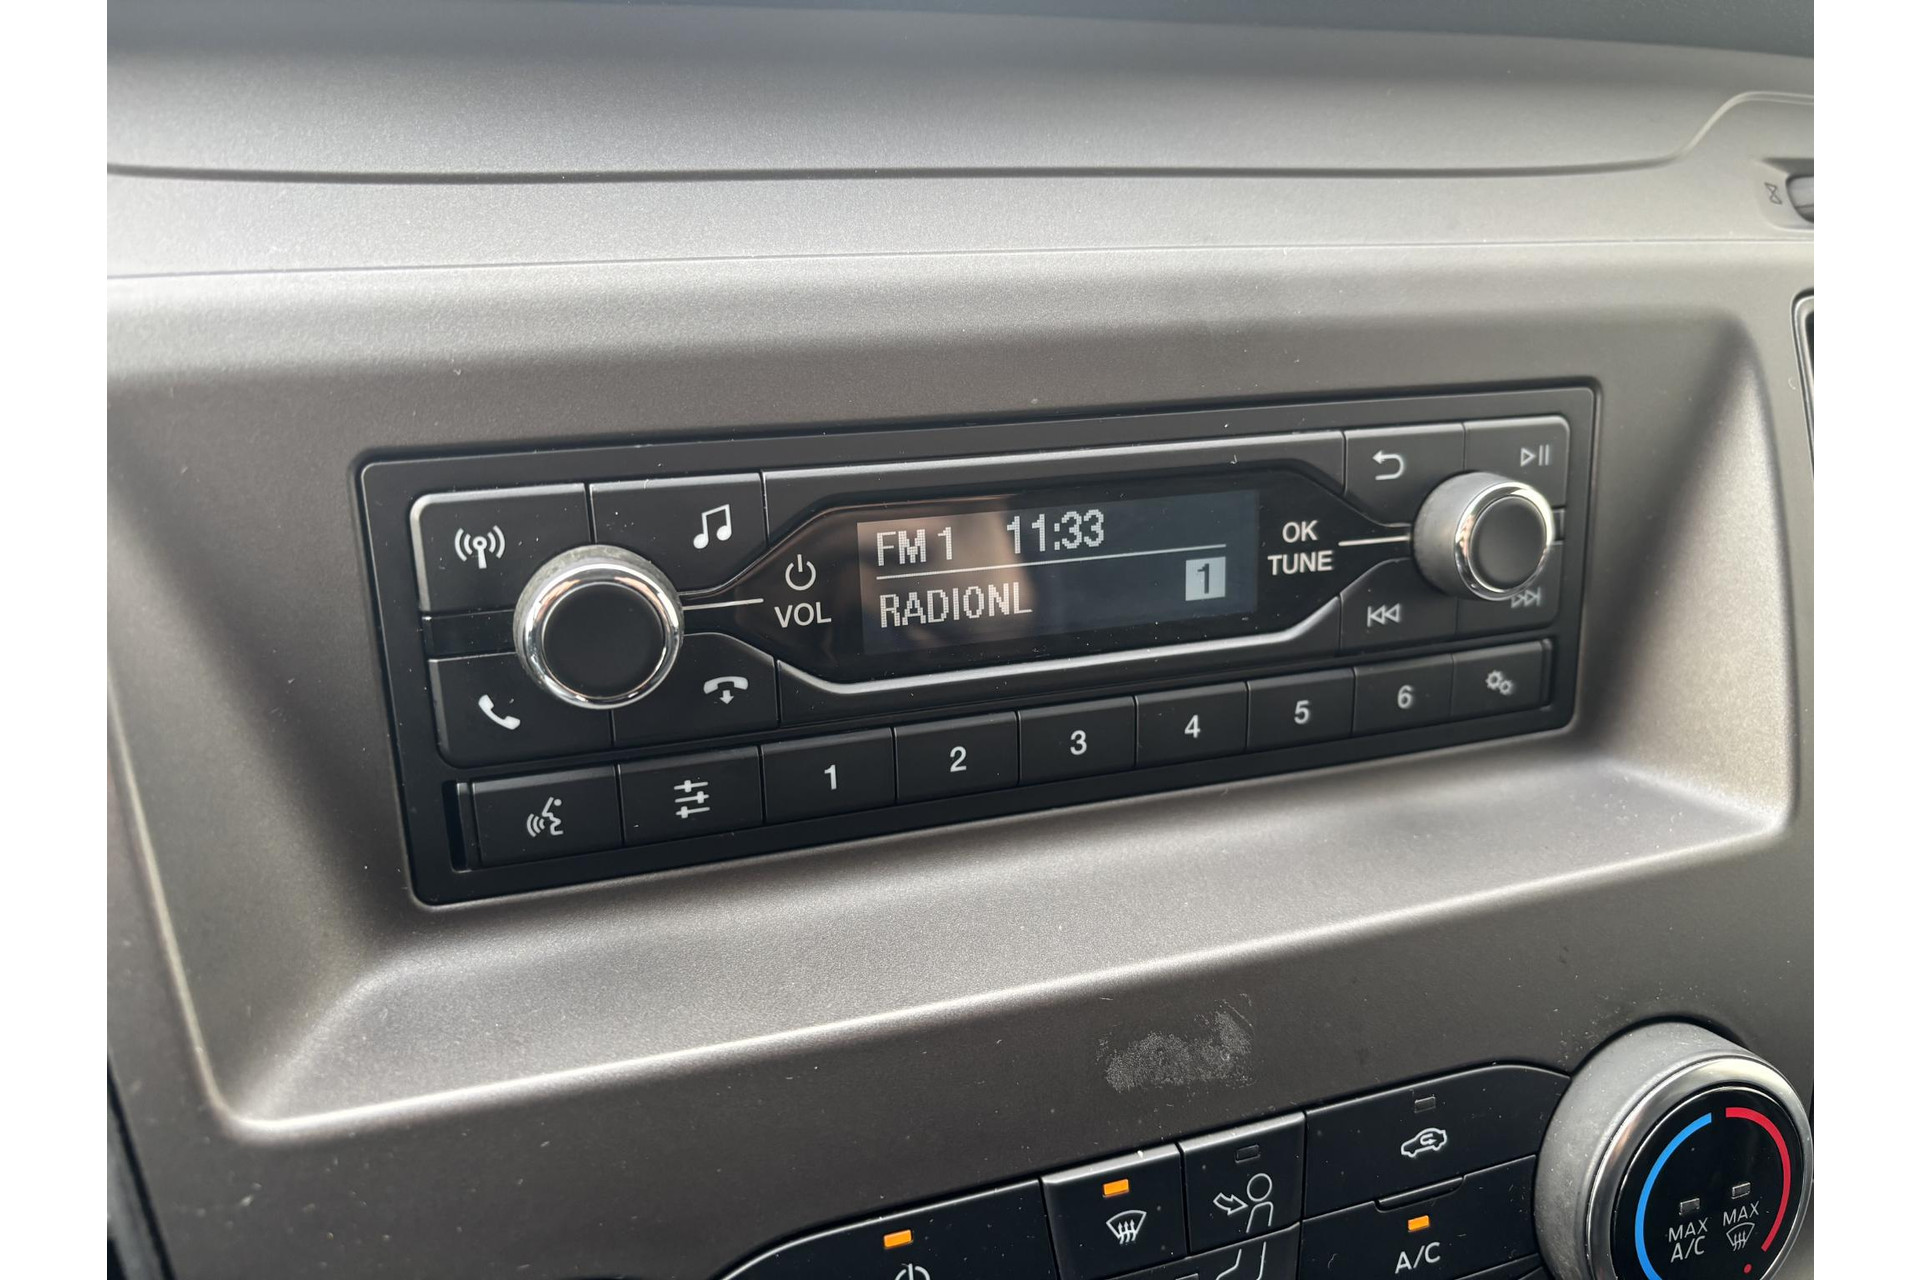 FM 1 11:33
RADIONL 1
VOL
OK
TUNE
1 2 3 4 5 6
A/C
MAX
A/C
MAX